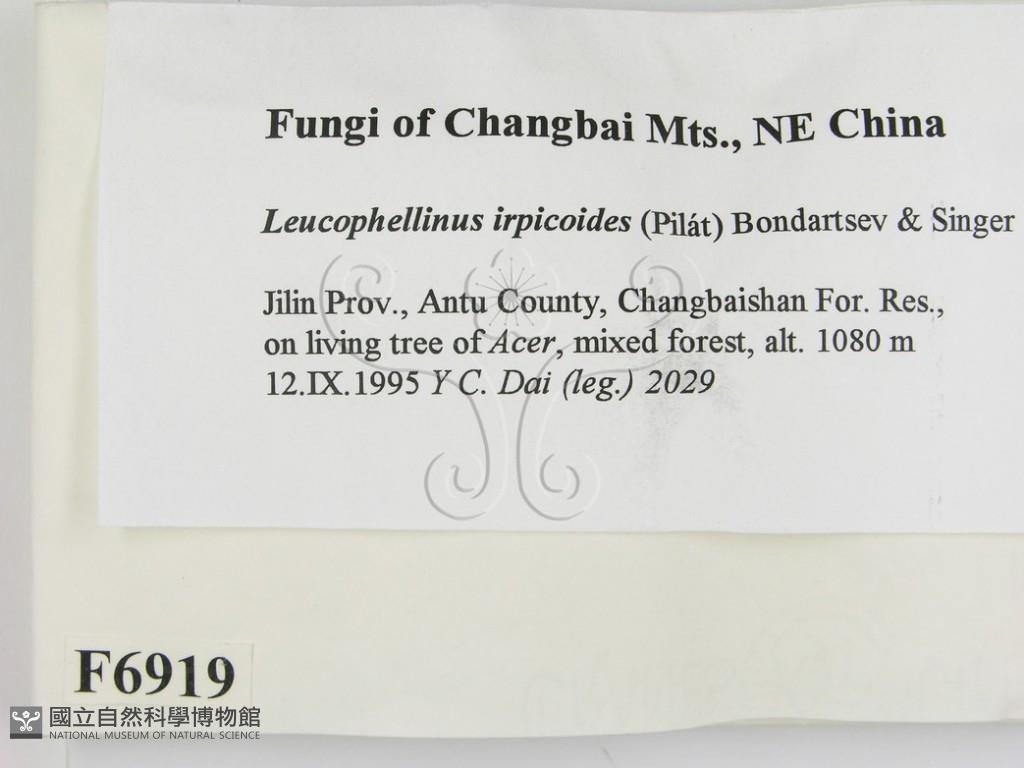 Fungi of Changbai Mts., NE China
Leucophellinus irpicoides (Pilát) Bondartsev & Singer
Jilin Prov., Antu County, Changbaishan For. Res.,
on living tree of Acer, mixed forest, alt. 1080 m
12.IX.1995 Y C. Dai (leg.) 2029
F6919
國立自然科學博物館
NATIONAL MUSEUM OF NATURAL SCIENCE